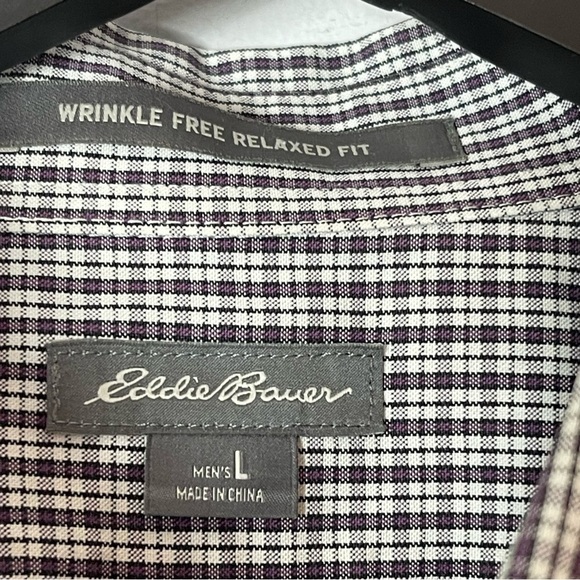 WRINKLE FREE RELAXED FIT
Eddie Bauer
MEN'S L
MADE IN CHINA